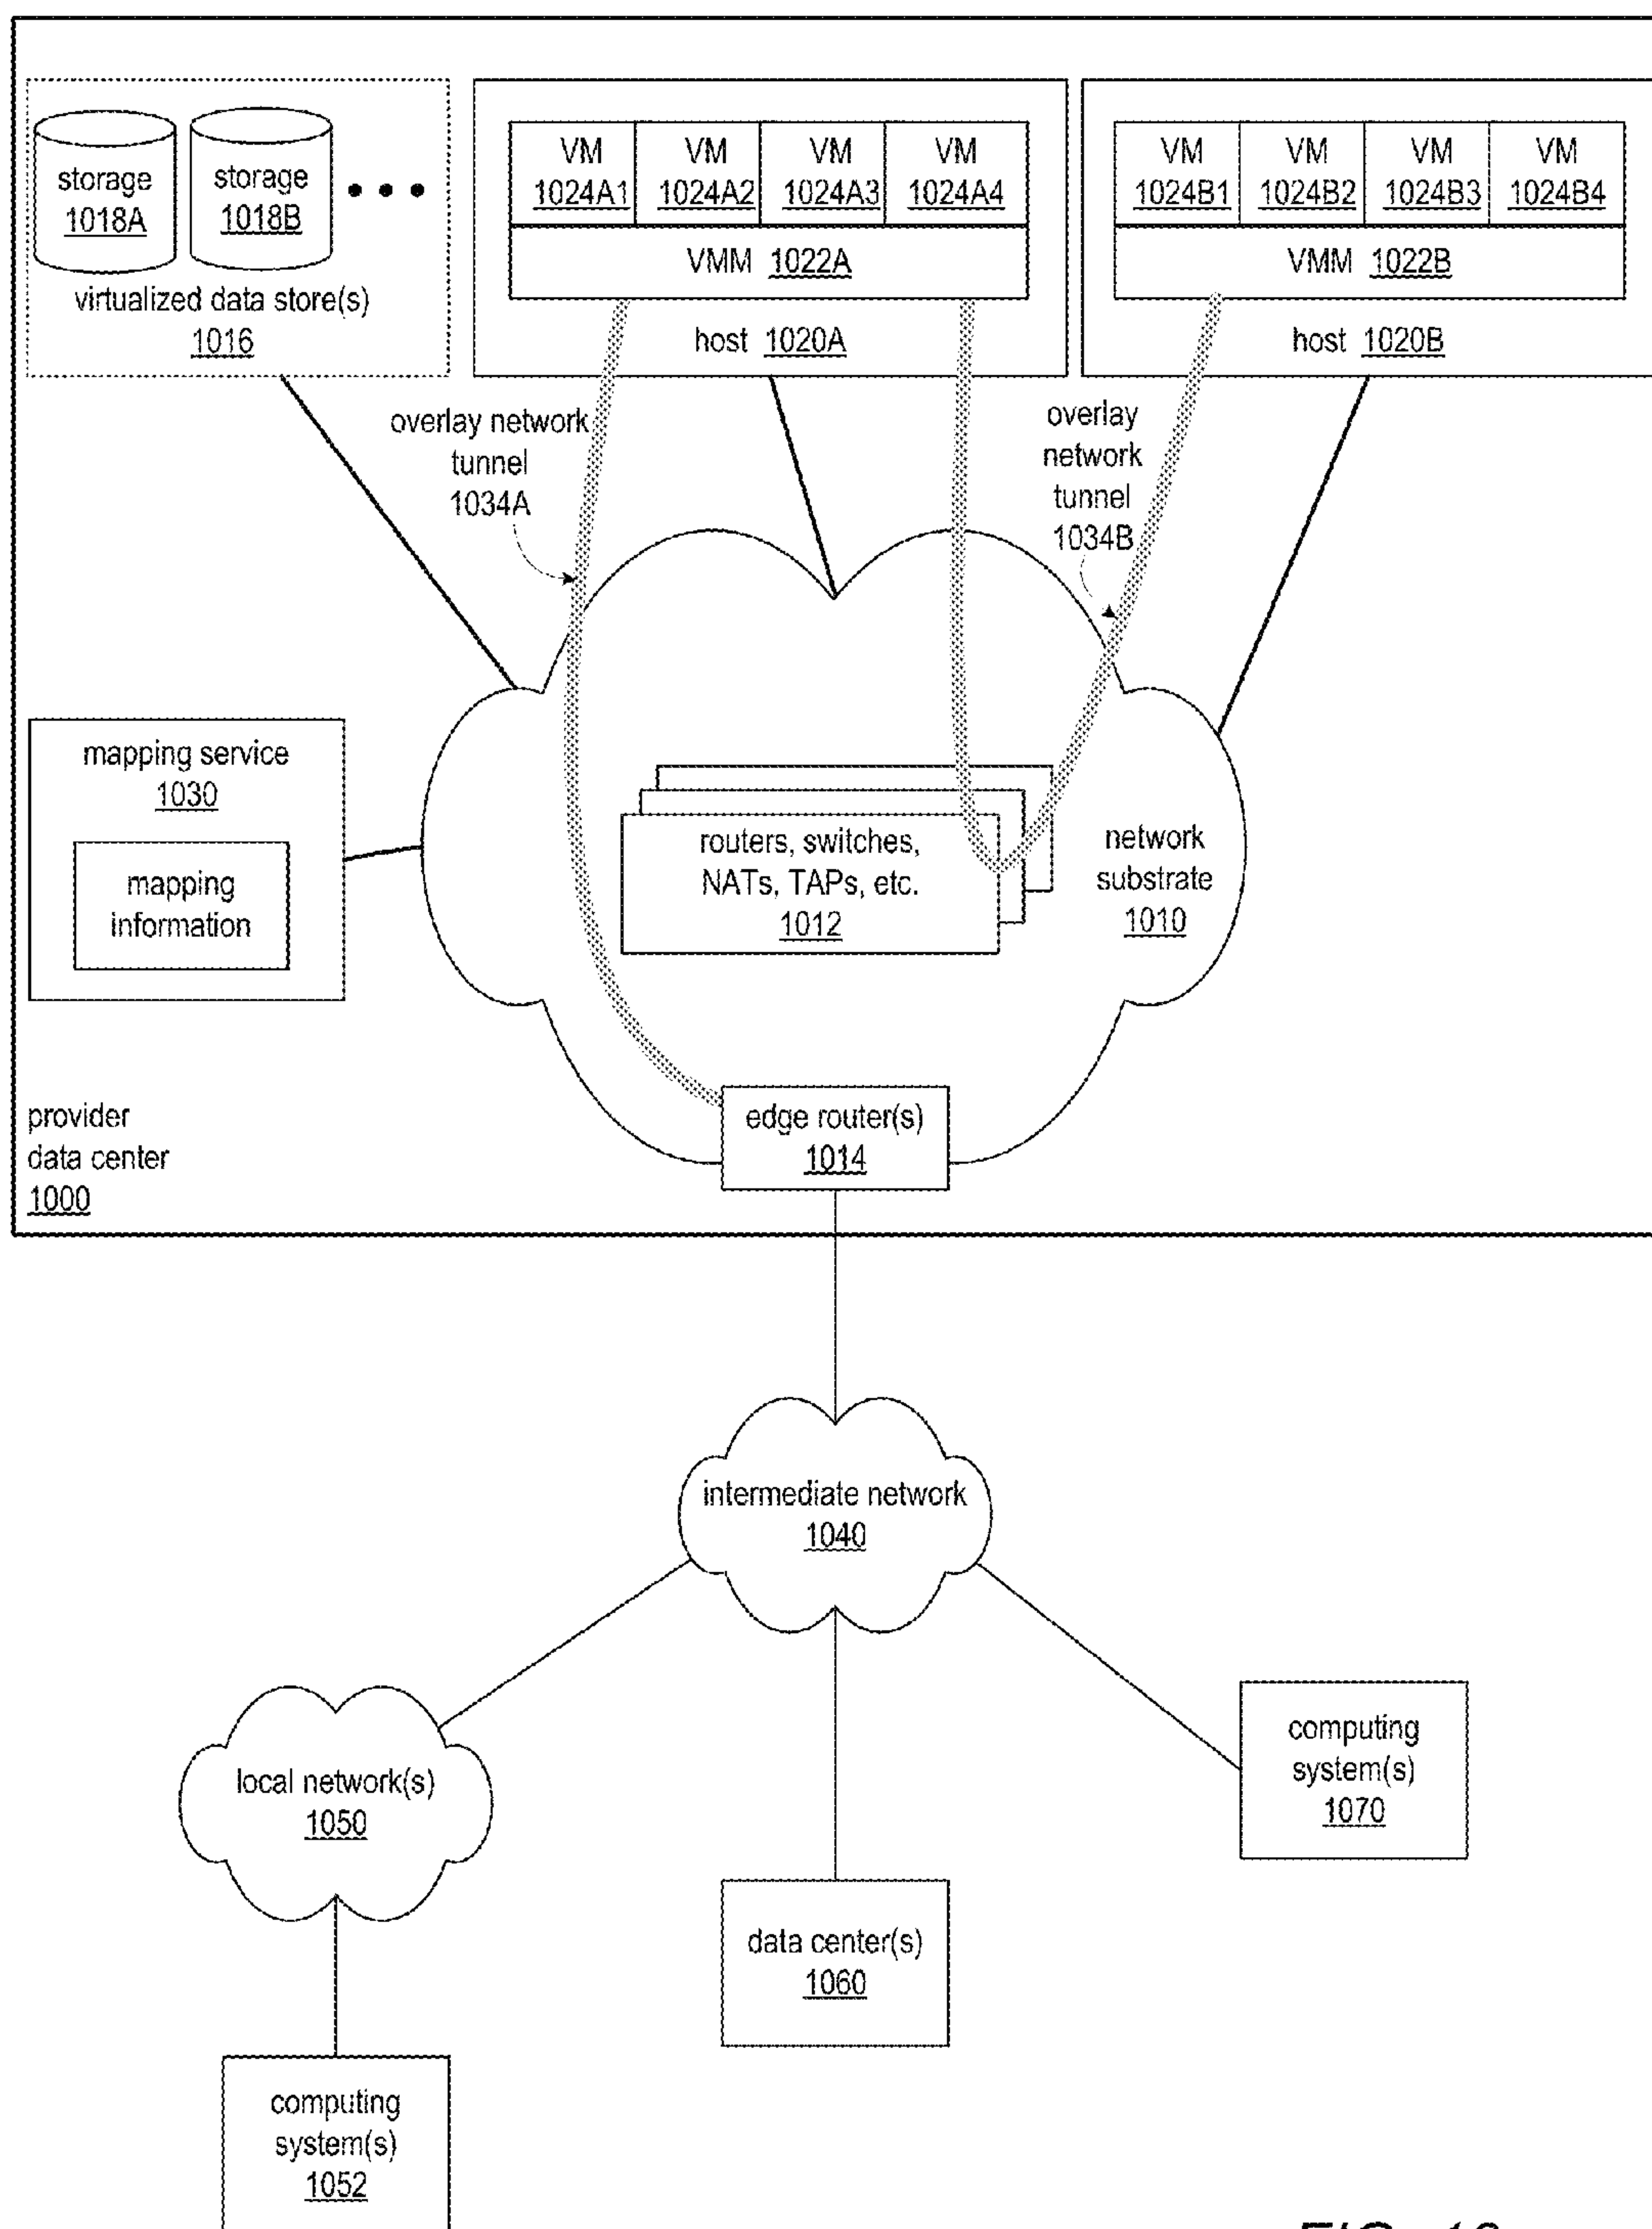 storage
1018A
storage
1018B
virtualized data store(s)
1016
VM
1024A1
VM
1024A2
VM
1024A3
VM
1024A4
VMM 1022A
host 1020A
VM
1024B1
VM
1024B2
VM
1024B3
VM
1024B4
VMM 1022B
host 1020B
overlay network
tunnel
1034A
overlay
network
tunnel
1034B
mapping service
1030
mapping
information
routers, switches,
NATs, TAPs, etc.
1012
network
substrate
1010
provider
data center
1000
edge router(s)
1014
intermediate network
1040
local network(s)
1050
computing
system(s)
1070
data center(s)
1060
computing
system(s)
1052